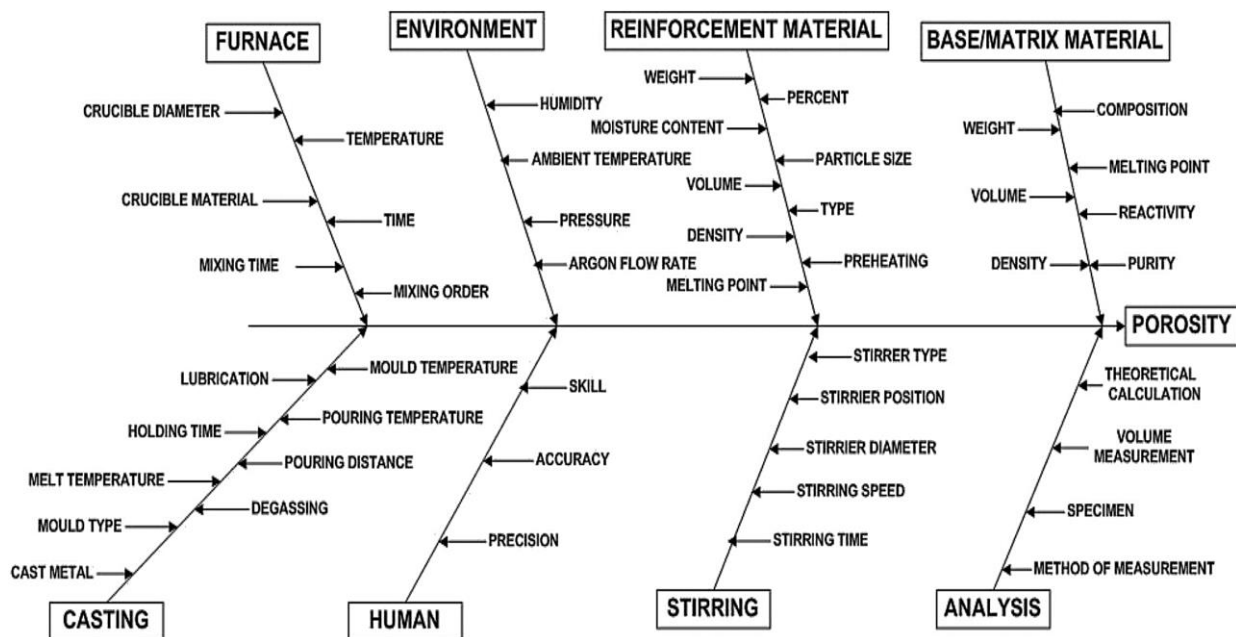 FURNACE
ENVIRONMENT
REINFORCEMENT MATERIAL
BASE/MATRIX MATERIAL
CRUCIBLE DIAMETER
TEMPERATURE
CRUCIBLE MATERIAL
TIME
MIXING TIME
MIXING ORDER
HUMIDITY
AMBIENT TEMPERATURE
PRESSURE
ARGON FLOW RATE
WEIGHT
PERCENT
MOISTURE CONTENT
PARTICLE SIZE
VOLUME
TYPE
DENSITY
PREHEATING
MELTING POINT
COMPOSITION
WEIGHT
MELTING POINT
VOLUME
REACTIVITY
DENSITY
PURITY
POROSITY
MOULD TEMPERATURE
LUBRICATION
POURING TEMPERATURE
HOLDING TIME
POURING DISTANCE
MELT TEMPERATURE
DEGASSING
MOULD TYPE
CAST METAL
SKILL
ACCURACY
PRECISION
STIRRER TYPE
STIRRIER POSITION
STIRRIER DIAMETER
STIRRING SPEED
STIRRING TIME
THEORETICAL
CALCULATION
VOLUME
MEASUREMENT
SPECIMEN
METHOD OF MEASUREMENT
CASTING
HUMAN
STIRRING
ANALYSIS